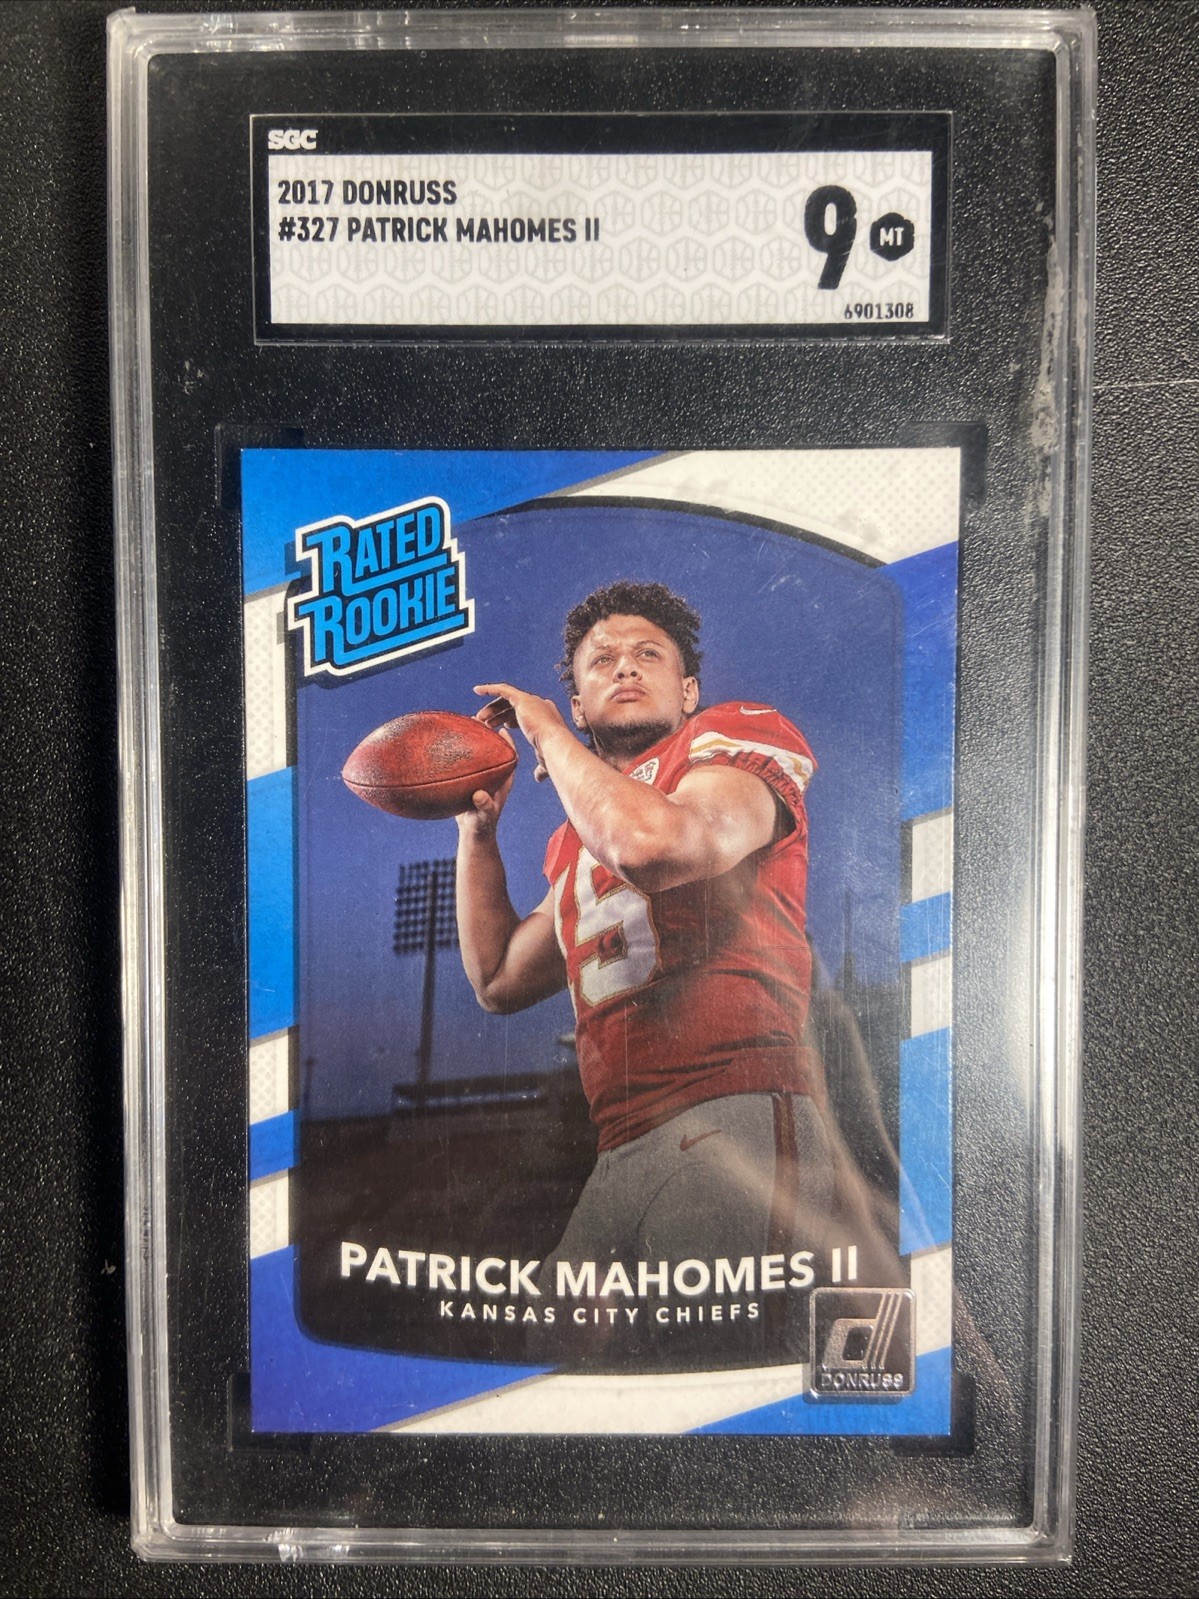 SGC
2017 DONRUSS
#327 PATRICK MAHOMES II
9 MT
6901308
RATED
ROOKIE
15
PATRICK MAHOMES II
KANSAS CITY CHIEFS
d
DONRUSS